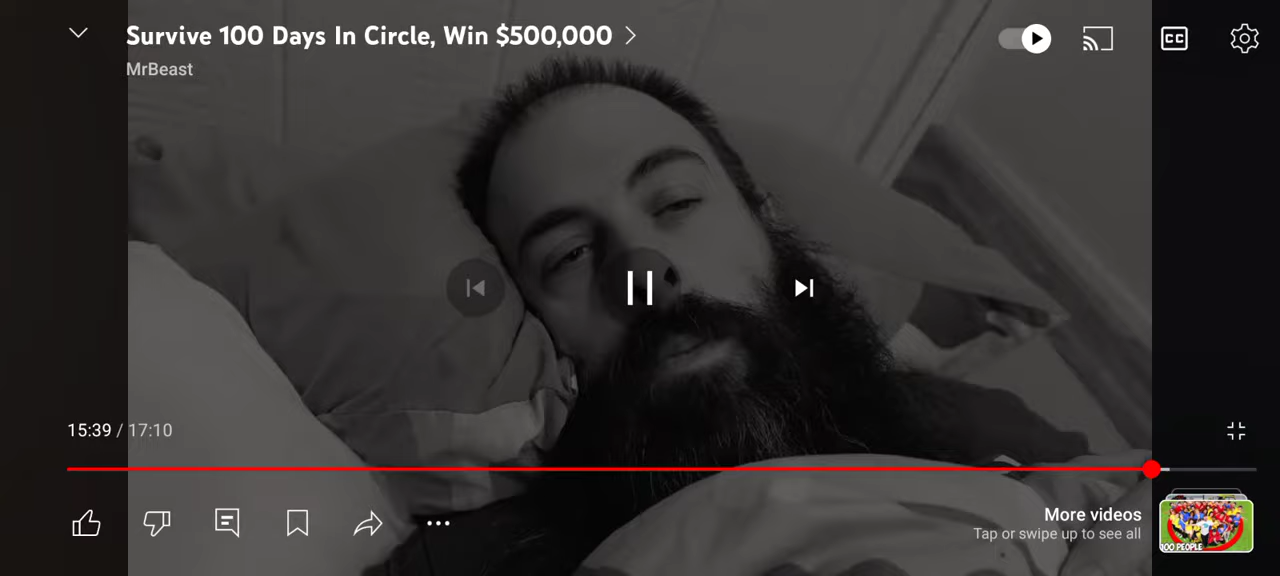 Survive 100 Days In Circle, Win $500,000
MrBeast
CC
15:39 / 17:10
More videos
Tap or swipe up to see all
100 PEOPLE